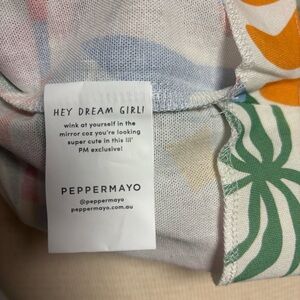 HEY DREAM GIRL!
wink at yourself in the
mirror coz you're looking
super cute in this lil'
PM exclusive!
PEPPERMAYO
@peppermayo
peppermayo.com.au